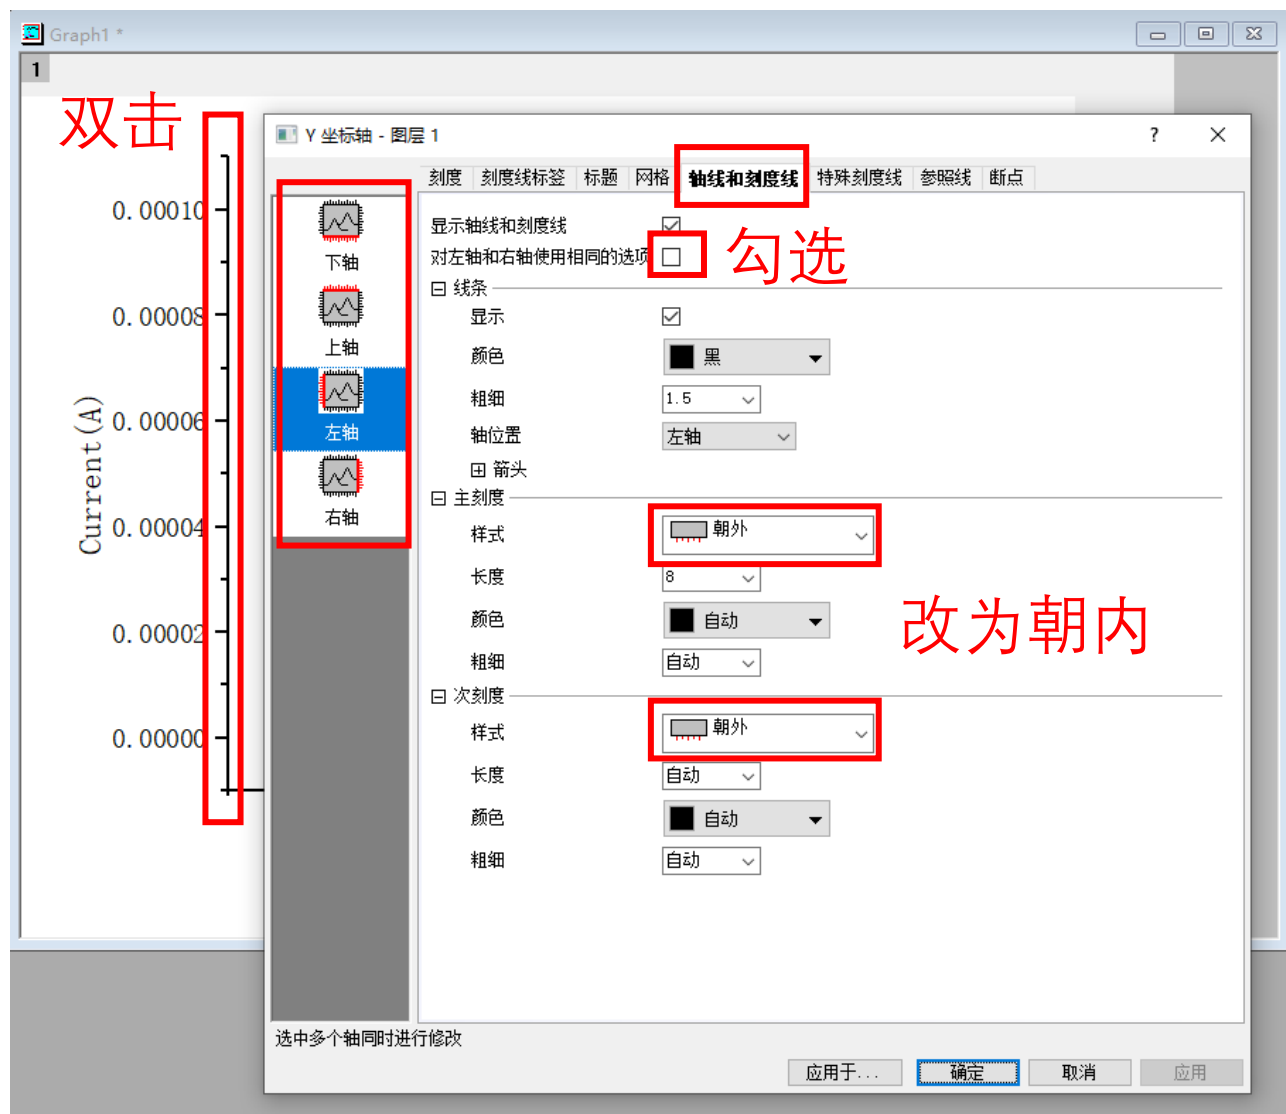 Graph1 *
1
双击
Y 坐标轴 - 图层 1
?
刻度 刻度线标签 标题 网格 轴线和刻度线 特殊刻度线 参照线 断点
下轴
上轴
左轴
右轴
显示轴线和刻度线
对左轴和右轴使用相同的选项
勾选
线条
显示
颜色 黑
粗细 1.5
轴位置 左轴
箭头
主刻度
样式 朝外
长度 8
颜色 自动
粗细 自动
改为朝内
次刻度
样式 朝外
长度 自动
颜色 自动
粗细 自动
选中多个轴同时进行修改
应用于... 确定 取消 应用
Current(A)
0.00010
0.00008
0.00006
0.00004
0.00002
0.00000